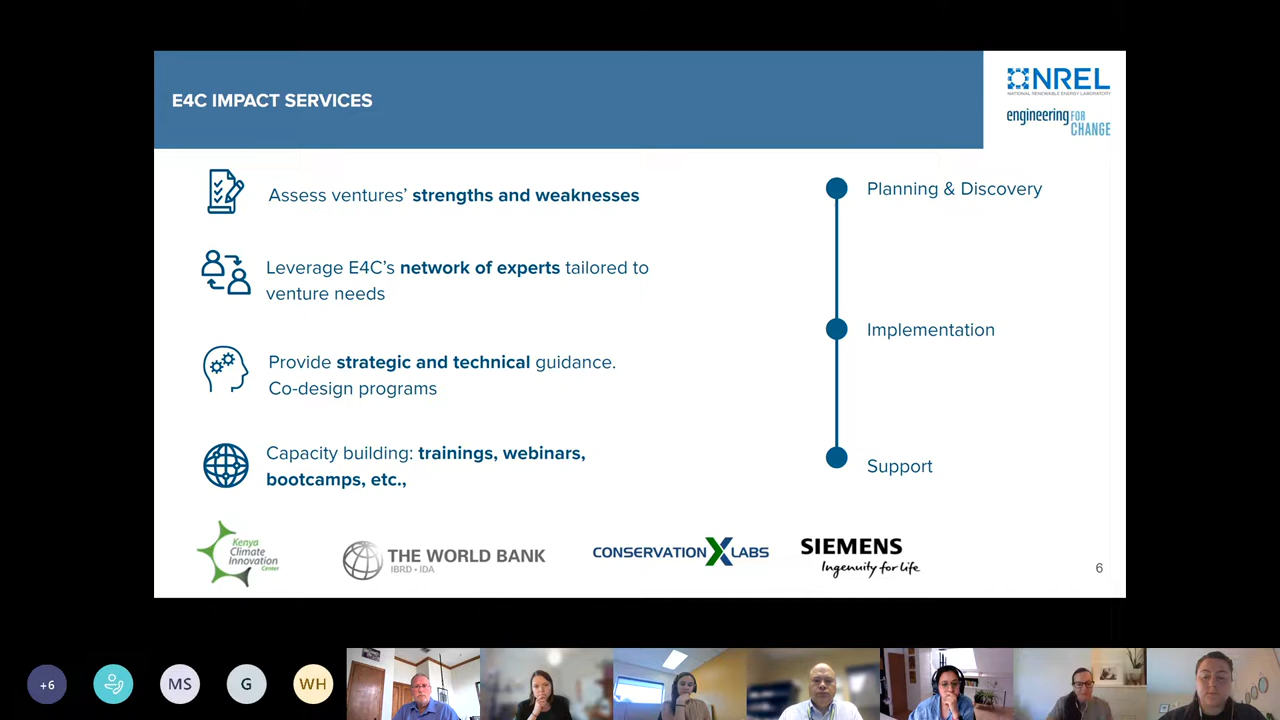 E4C IMPACT SERVICES
NREL
NATIONAL RENEWABLE ENERGY LABORATORY
engineering FOR
CHANGE
Assess ventures’ strengths and weaknesses
Leverage E4C’s network of experts tailored to
venture needs
Provide strategic and technical guidance.
Co-design programs
Capacity building: trainings, webinars,
bootcamps, etc.,
Planning & Discovery
Implementation
Support
Kenya
Climate
Innovation
Center
THE WORLD BANK
IBRD • IDA
CONSERVATION X LABS
SIEMENS
Ingenuity for life
6
+6
MS
G
WH